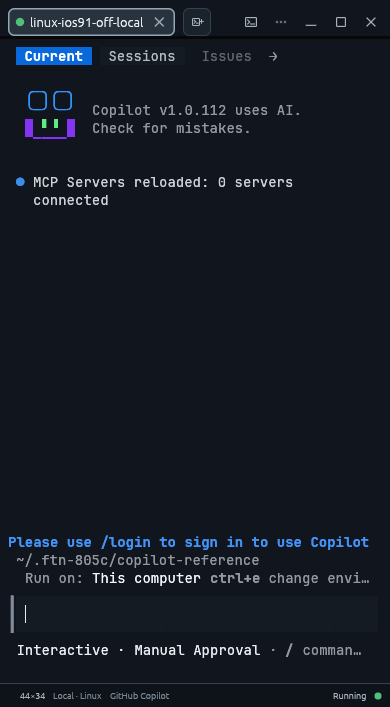 linux-ios91-off-local
Current Sessions Issues →
Copilot v1.0.112 uses AI.
Check for mistakes.
MCP Servers reloaded: 0 servers
connected
Please use /login to sign in to use Copilot
~/.ftn-805c/copilot-reference
Run on: This computer ctrl+e change envi…
Interactive · Manual Approval · / comman…
44×34 Local · Linux GitHub Copilot Running